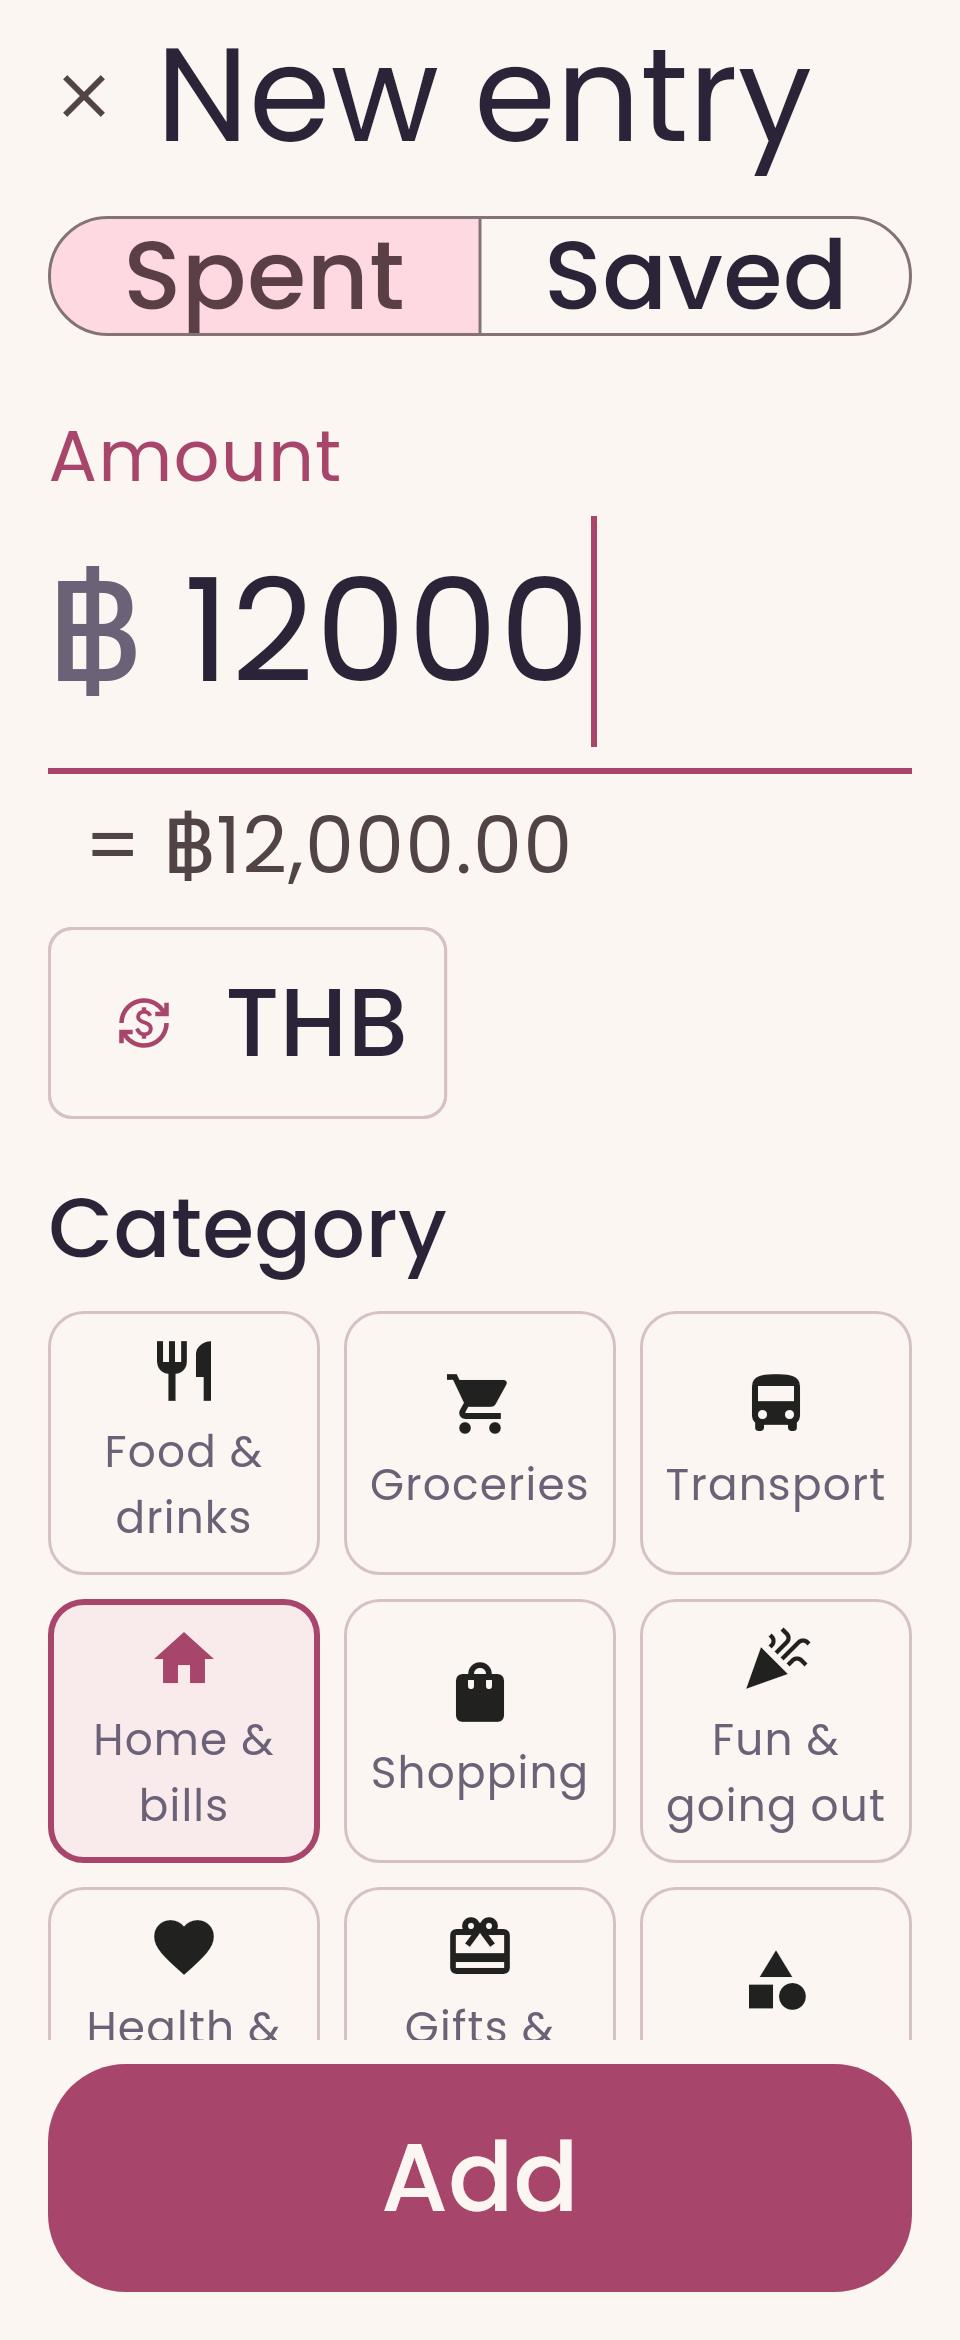 New entry
Spent
Saved
Amount
฿ 12000
= ฿12,000.00
THB
Category
Food &
drinks
Groceries
Transport
Home &
bills
Shopping
Fun &
going out
Health &
Gifts &
Add